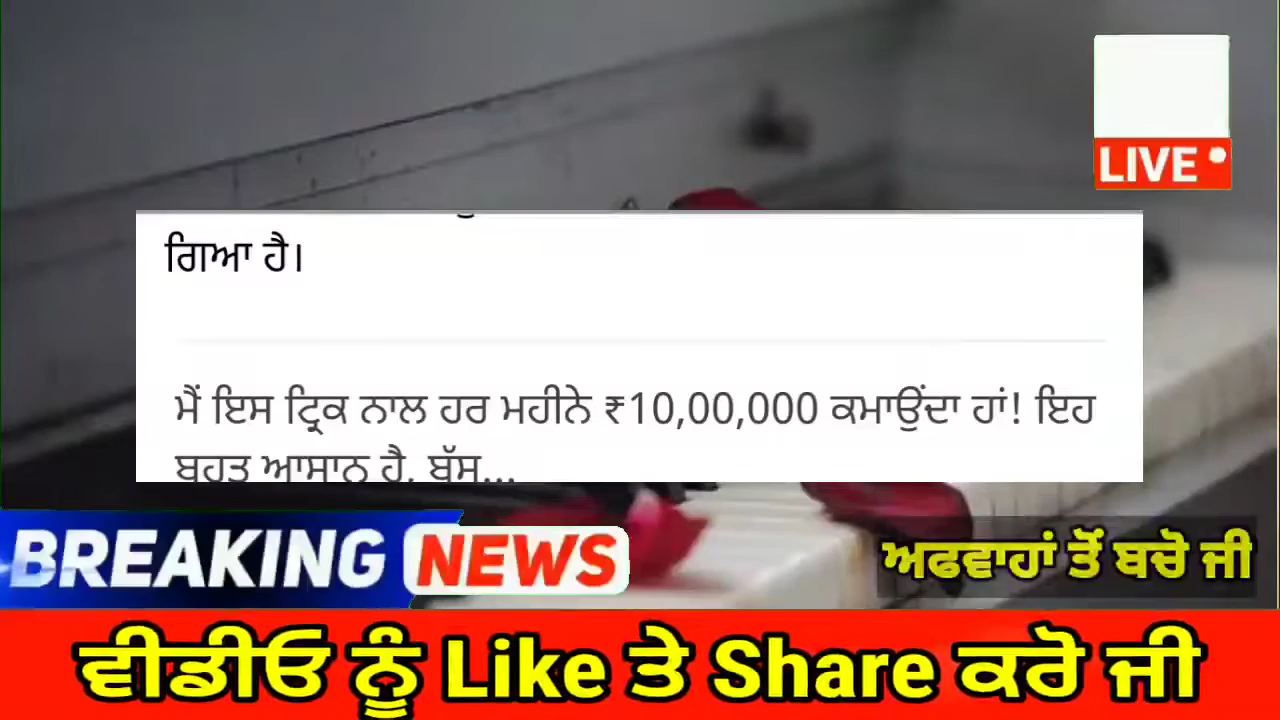 LIVE
ਗਿਆ ਹੈ।
ਮੈਂ ਇਸ ਟ੍ਰਿਕ ਨਾਲ ਹਰ ਮਹੀਨੇ ₹10,00,000 ਕਮਾਉਂਦਾ ਹਾਂ! ਇਹ
ਬਹੁਤ ਆਸਾਨ ਹੈ, ਬੱਸ...
BREAKING NEWS
ਅਫਵਾਹਾਂ ਤੋਂ ਬਚੋ ਜੀ
ਵੀਡੀਓ ਨੂੰ Like ਤੇ Share ਕਰੋ ਜੀ